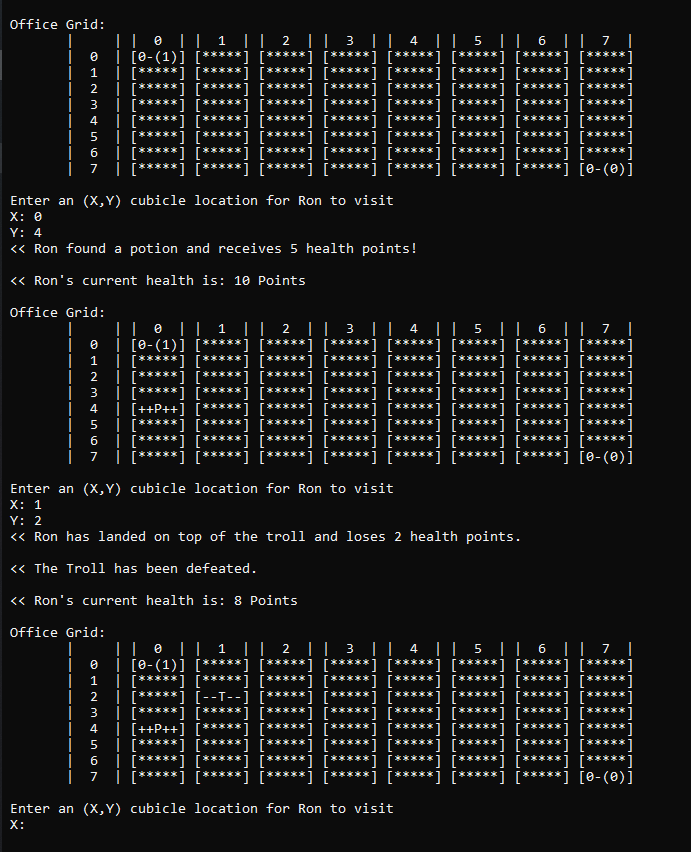 Office Grid:
|     | |  0  | |  1  | |  2  | |  3  | |  4  | |  5  | |  6  | |  7  |
|  0  | [0-(1)] [*****] [*****] [*****] [*****] [*****] [*****] [*****]
|  1  | [*****] [*****] [*****] [*****] [*****] [*****] [*****] [*****]
|  2  | [*****] [*****] [*****] [*****] [*****] [*****] [*****] [*****]
|  3  | [*****] [*****] [*****] [*****] [*****] [*****] [*****] [*****]
|  4  | [*****] [*****] [*****] [*****] [*****] [*****] [*****] [*****]
|  5  | [*****] [*****] [*****] [*****] [*****] [*****] [*****] [*****]
|  6  | [*****] [*****] [*****] [*****] [*****] [*****] [*****] [*****]
|  7  | [*****] [*****] [*****] [*****] [*****] [*****] [*****] [0-(0)]
Enter an (X,Y) cubicle location for Ron to visit
X: 0
Y: 4
<< Ron found a potion and receives 5 health points!
<< Ron's current health is: 10 Points
Office Grid:
|     | |  0  | |  1  | |  2  | |  3  | |  4  | |  5  | |  6  | |  7  |
|  0  | [0-(1)] [*****] [*****] [*****] [*****] [*****] [*****] [*****]
|  1  | [*****] [*****] [*****] [*****] [*****] [*****] [*****] [*****]
|  2  | [*****] [*****] [*****] [*****] [*****] [*****] [*****] [*****]
|  3  | [*****] [*****] [*****] [*****] [*****] [*****] [*****] [*****]
|  4  | [++P++] [*****] [*****] [*****] [*****] [*****] [*****] [*****]
|  5  | [*****] [*****] [*****] [*****] [*****] [*****] [*****] [*****]
|  6  | [*****] [*****] [*****] [*****] [*****] [*****] [*****] [*****]
|  7  | [*****] [*****] [*****] [*****] [*****] [*****] [*****] [0-(0)]
Enter an (X,Y) cubicle location for Ron to visit
X: 1
Y: 2
<< Ron has landed on top of the troll and loses 2 health points.
<< The Troll has been defeated.
<< Ron's current health is: 8 Points
Office Grid:
|     | |  0  | |  1  | |  2  | |  3  | |  4  | |  5  | |  6  | |  7  |
|  0  | [0-(1)] [*****] [*****] [*****] [*****] [*****] [*****] [*****]
|  1  | [*****] [*****] [*****] [*****] [*****] [*****] [*****] [*****]
|  2  | [*****] [--T--] [*****] [*****] [*****] [*****] [*****] [*****]
|  3  | [*****] [*****] [*****] [*****] [*****] [*****] [*****] [*****]
|  4  | [++P++] [*****] [*****] [*****] [*****] [*****] [*****] [*****]
|  5  | [*****] [*****] [*****] [*****] [*****] [*****] [*****] [*****]
|  6  | [*****] [*****] [*****] [*****] [*****] [*****] [*****] [*****]
|  7  | [*****] [*****] [*****] [*****] [*****] [*****] [*****] [0-(0)]
Enter an (X,Y) cubicle location for Ron to visit
X: